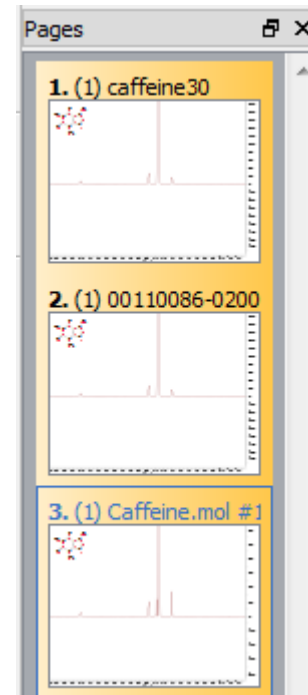 Pages
1. (1) caffeine30
2. (1) 00110086-0200
3. (1) Caffeine.mol #1